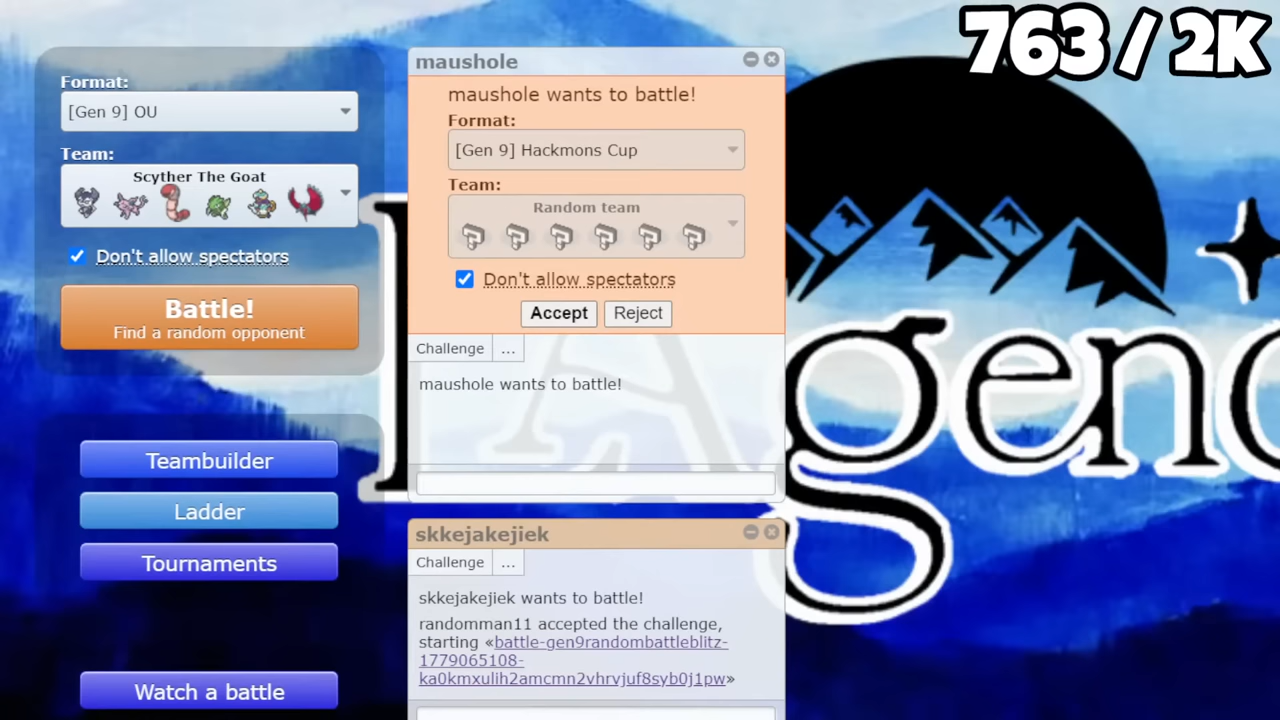 763 / 2K
Format:
[Gen 9] OU
Team:
Scyther The Goat
Don't allow spectators
Battle!
Find a random opponent
Teambuilder
Ladder
Tournaments
Watch a battle
maushole
maushole wants to battle!
Format:
[Gen 9] Hackmons Cup
Team:
Random team
Don't allow spectators
Accept Reject
Challenge ...
maushole wants to battle!
skkejakejiek
Challenge ...
skkejakejiek wants to battle!
randomman11 accepted the challenge,
starting «battle-gen9randombattleblitz-
1779065108-
ka0kmxulih2amcmn2vhrvjuf8syb0j1pw»